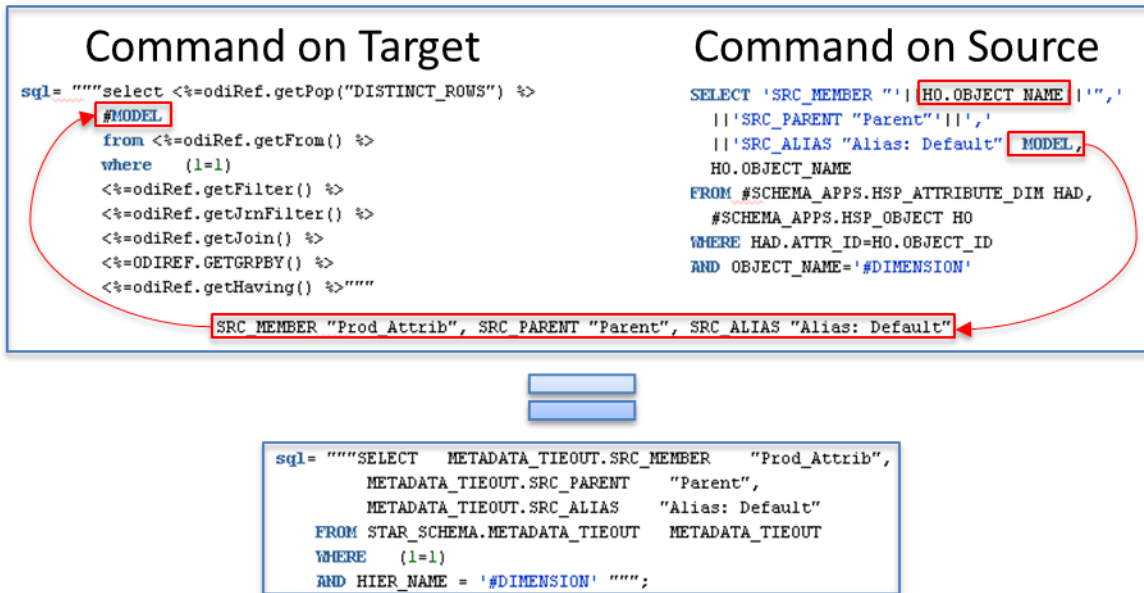 Command on Target
sql= """select <%=odiRef.getPop("DISTINCT_ROWS") %>
#MODEL
from <%=odiRef.getFrom() %>
where (1=1)
<%=odiRef.getFilter() %>
<%=odiRef.getJrnFilter() %>
<%=odiRef.getJoin() %>
<%=ODIREF.GETGRPBY() %>
<%=odiRef.getHaving() %>"""
Command on Source
SELECT 'SRC_MEMBER "'||HO.OBJECT_NAME||'",'
||'SRC_PARENT "Parent"'||','
||'SRC_ALIAS "Alias: Default" MODEL,
HO.OBJECT_NAME
FROM #SCHEMA_APPS.HSP_ATTRIBUTE_DIM HAD,
#SCHEMA_APPS.HSP_OBJECT HO
WHERE HAD.ATTR_ID=HO.OBJECT_ID
AND OBJECT_NAME='#DIMENSION'
SRC_MEMBER "Prod_Attrib", SRC_PARENT "Parent", SRC_ALIAS "Alias: Default"
sql= """SELECT METADATA_TIEOUT.SRC_MEMBER "Prod_Attrib",
METADATA_TIEOUT.SRC_PARENT "Parent",
METADATA_TIEOUT.SRC_ALIAS "Alias: Default"
FROM STAR_SCHEMA.METADATA_TIEOUT METADATA_TIEOUT
WHERE (1=1)
AND HIER_NAME = '#DIMENSION' """;